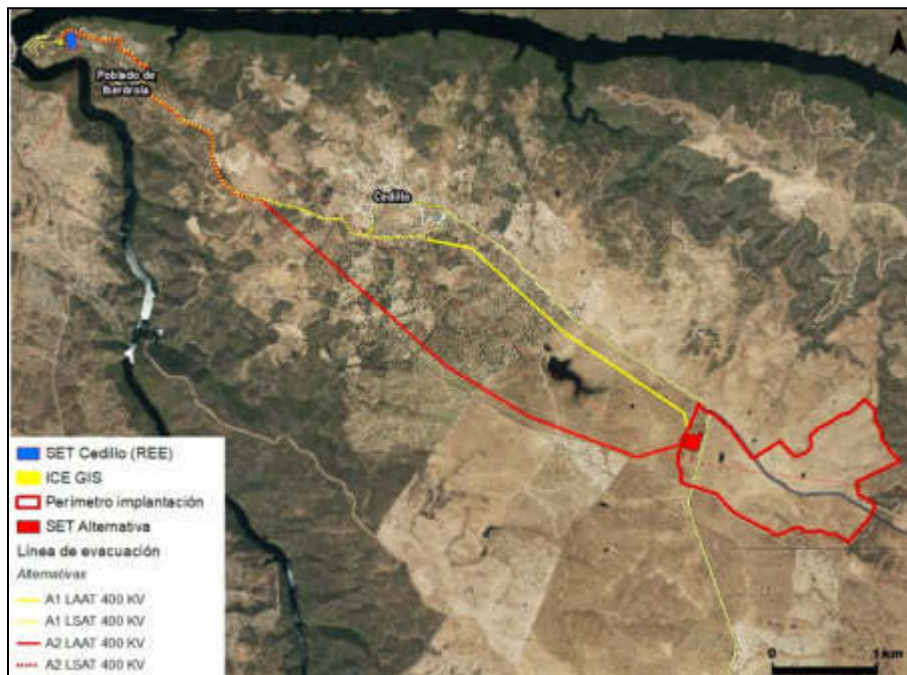 Poblado de
Iberdrola
Cedillo
SET Cedillo (REE)
ICE GIS
Perímetro implantación
SET Alternativa
Línea de evacuación
Alternativas
A1 LAAT 400 KV
A1 LSAT 400 KV
A2 LAAT 400 KV
A2 LSAT 400 KV
0 1 km